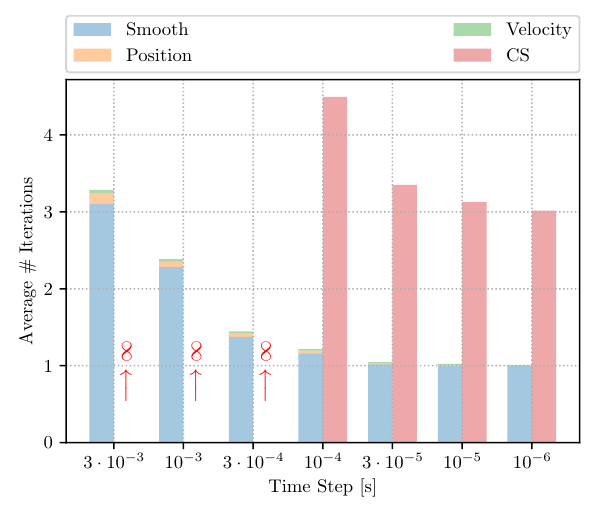 Smooth
Position
Velocity
CS
Average # Iterations
4
3
2
1
0
∞ ∞ ∞
↑ ↑ ↑
3 · 10⁻³ 10⁻³ 3 · 10⁻⁴ 10⁻⁴ 3 · 10⁻⁵ 10⁻⁵ 10⁻⁶
Time Step [s]